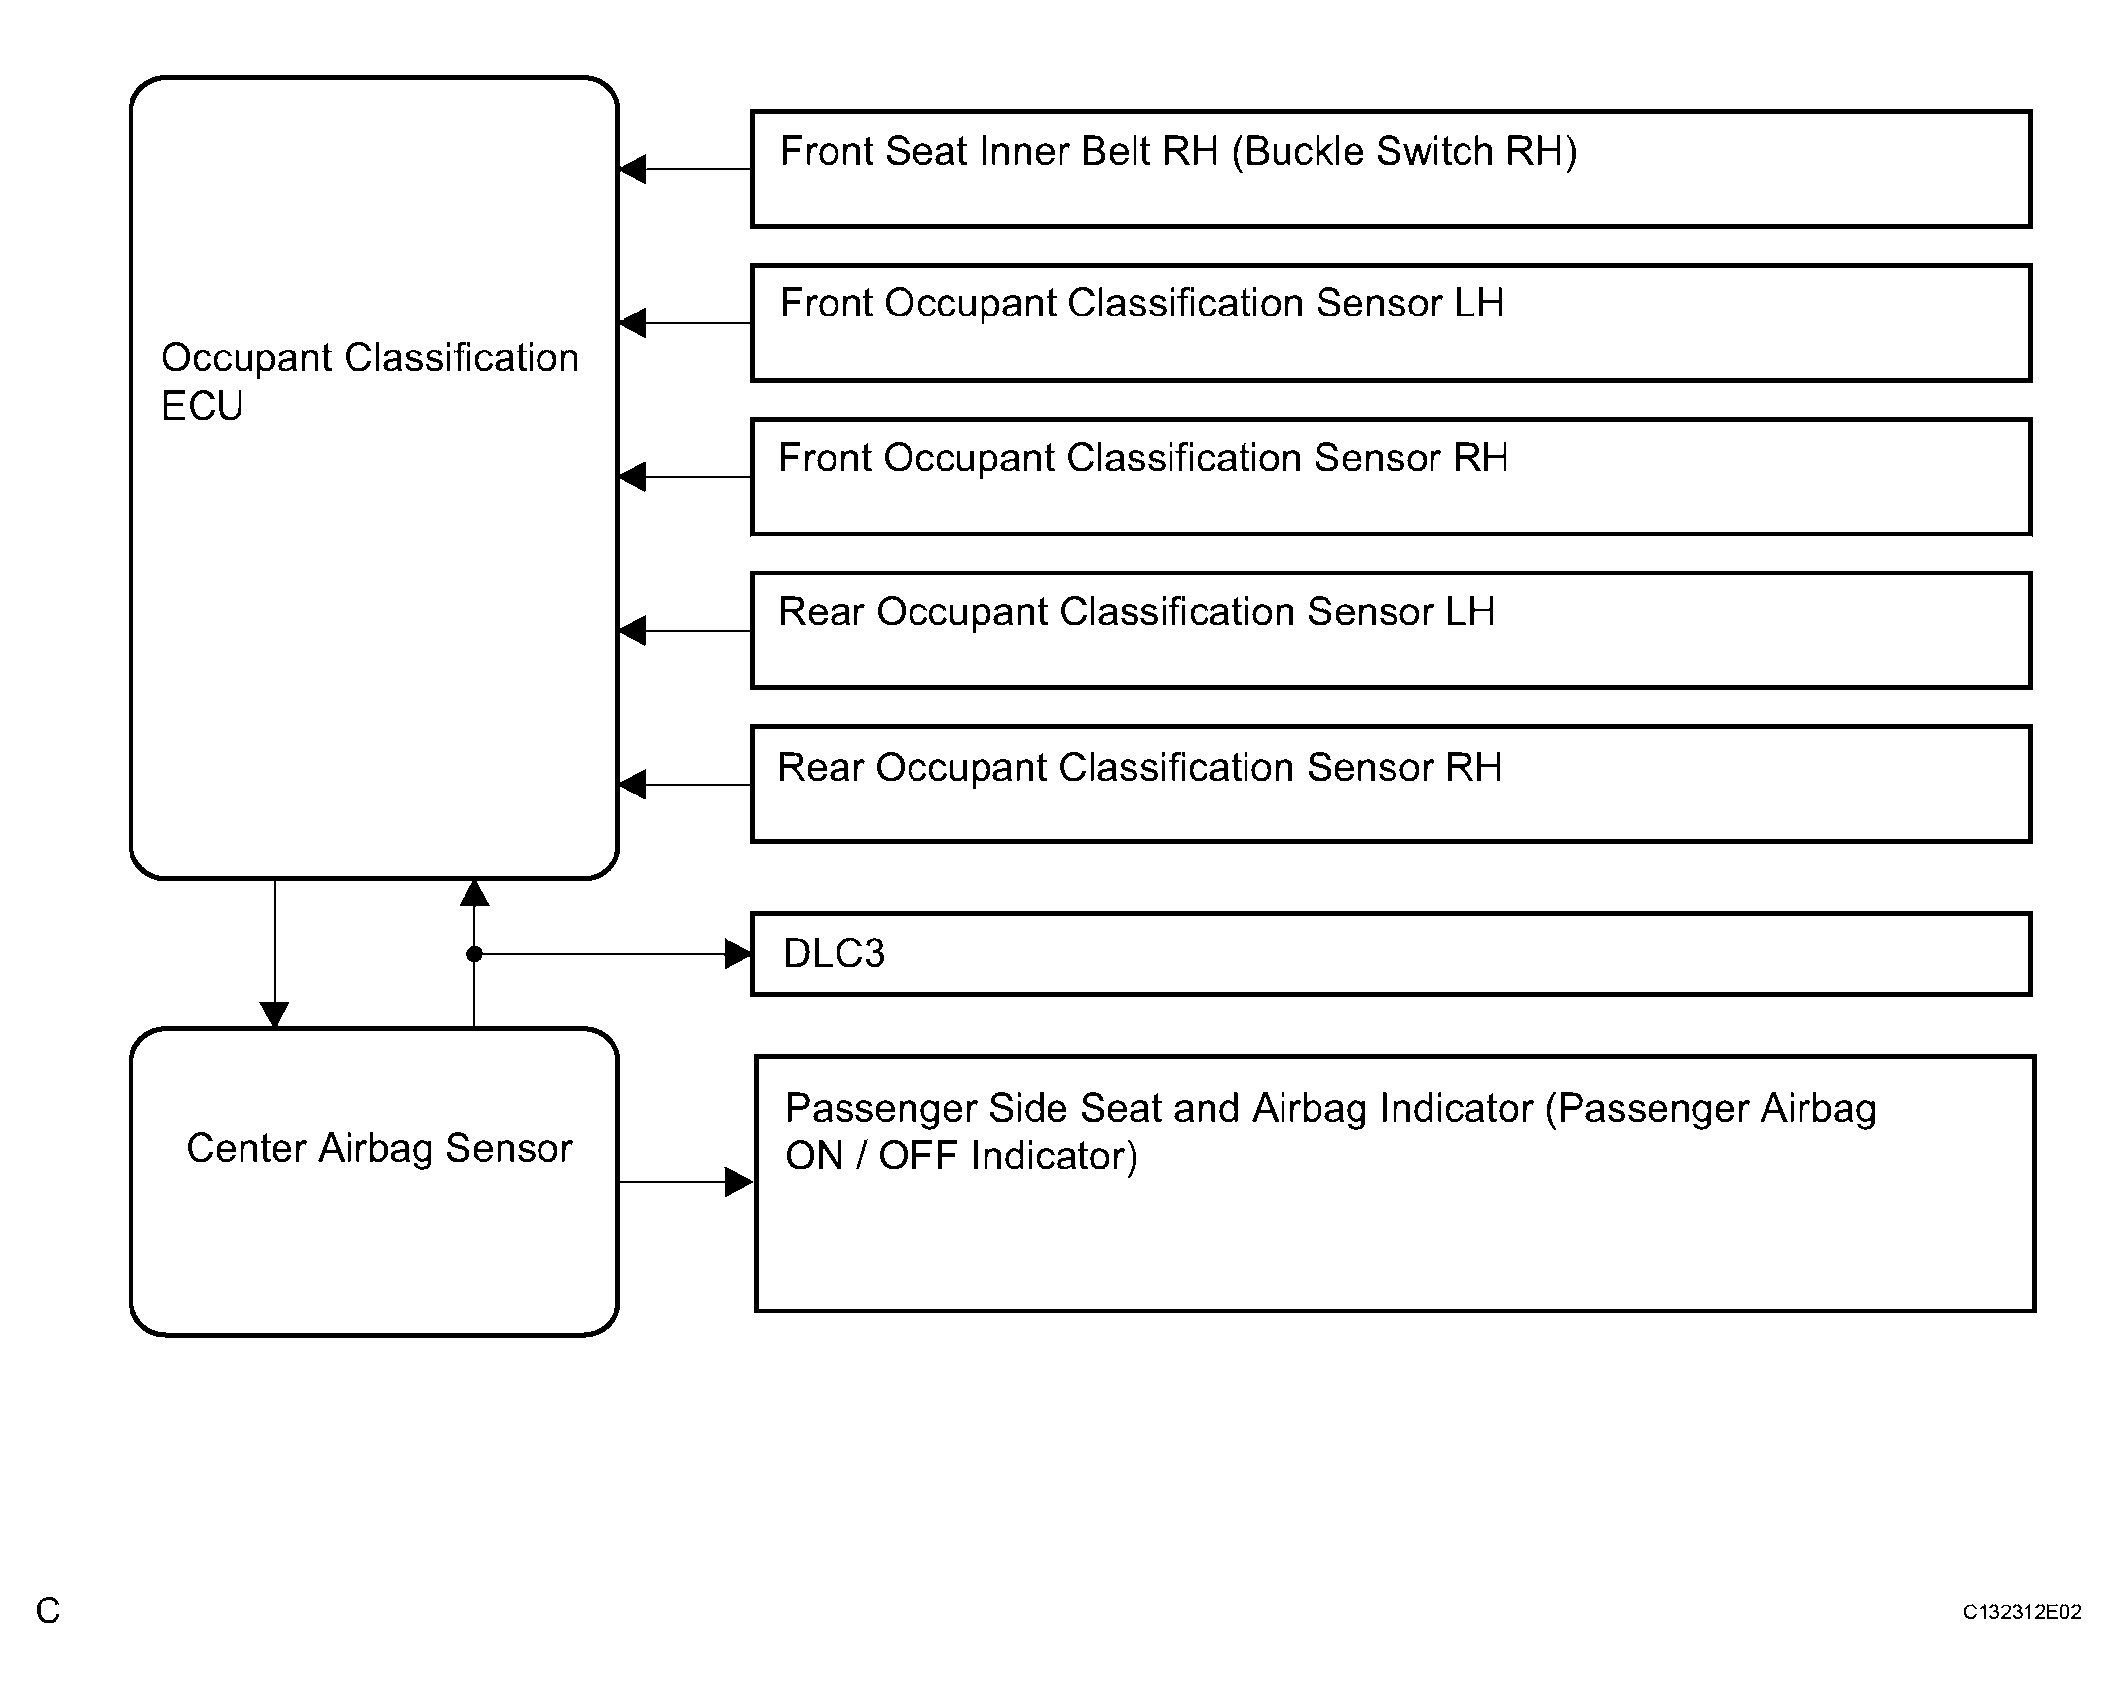 Front Seat Inner Belt RH (Buckle Switch RH)
Front Occupant Classification Sensor LH
Occupant Classification
ECU
Front Occupant Classification Sensor RH
Rear Occupant Classification Sensor LH
Rear Occupant Classification Sensor RH
DLC3
Center Airbag Sensor
Passenger Side Seat and Airbag Indicator (Passenger Airbag
ON / OFF Indicator)
C
C132312E02